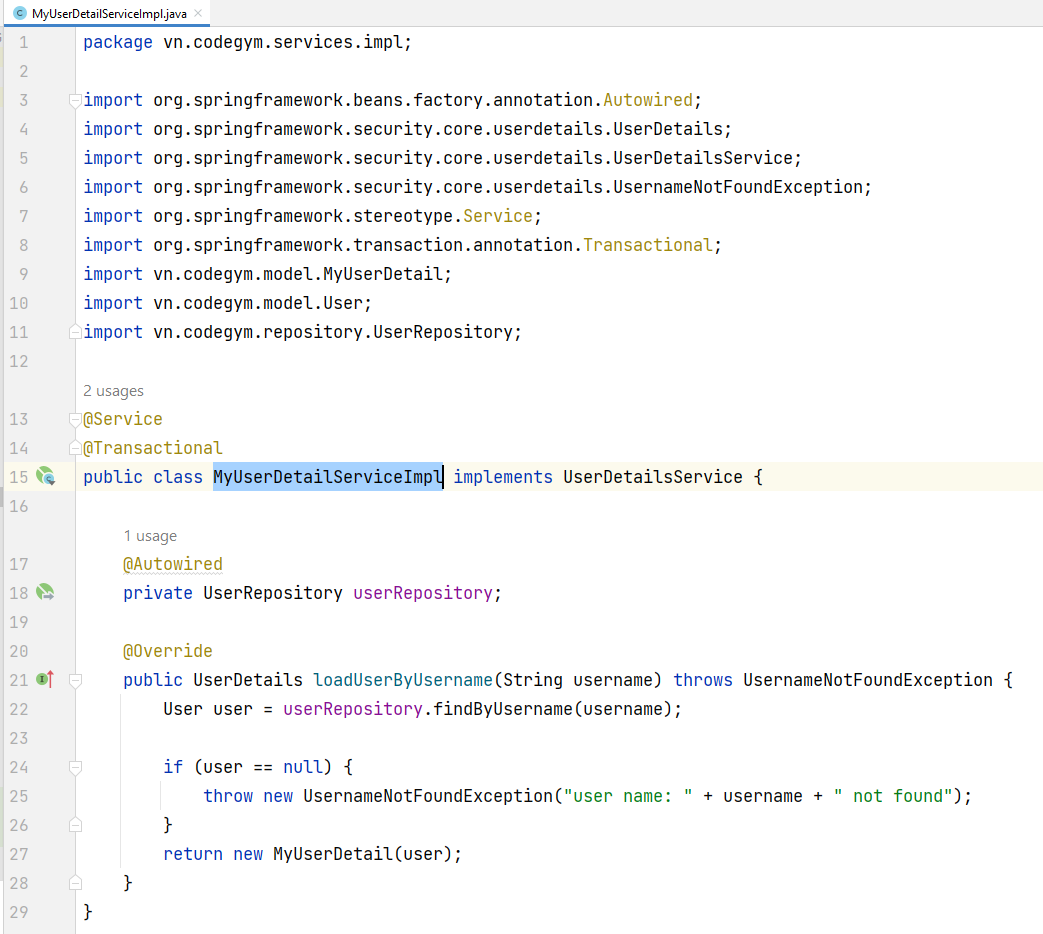 MyUserDetailServiceImpl.java
1 package vn.codegym.services.impl;
2
3 import org.springframework.beans.factory.annotation.Autowired;
4 import org.springframework.security.core.userdetails.UserDetails;
5 import org.springframework.security.core.userdetails.UserDetailsService;
6 import org.springframework.security.core.userdetails.UsernameNotFoundException;
7 import org.springframework.stereotype.Service;
8 import org.springframework.transaction.annotation.Transactional;
9 import vn.codegym.model.MyUserDetail;
10 import vn.codegym.model.User;
11 import vn.codegym.repository.UserRepository;
12
2 usages
13 @Service
14 @Transactional
15 public class MyUserDetailServiceImpl implements UserDetailsService {
16
1 usage
17 @Autowired
18 private UserRepository userRepository;
19
20 @Override
21 public UserDetails loadUserByUsername(String username) throws UsernameNotFoundException {
22 User user = userRepository.findByUsername(username);
23
24 if (user == null) {
25 throw new UsernameNotFoundException("user name: " + username + " not found");
26 }
27 return new MyUserDetail(user);
28 }
29 }